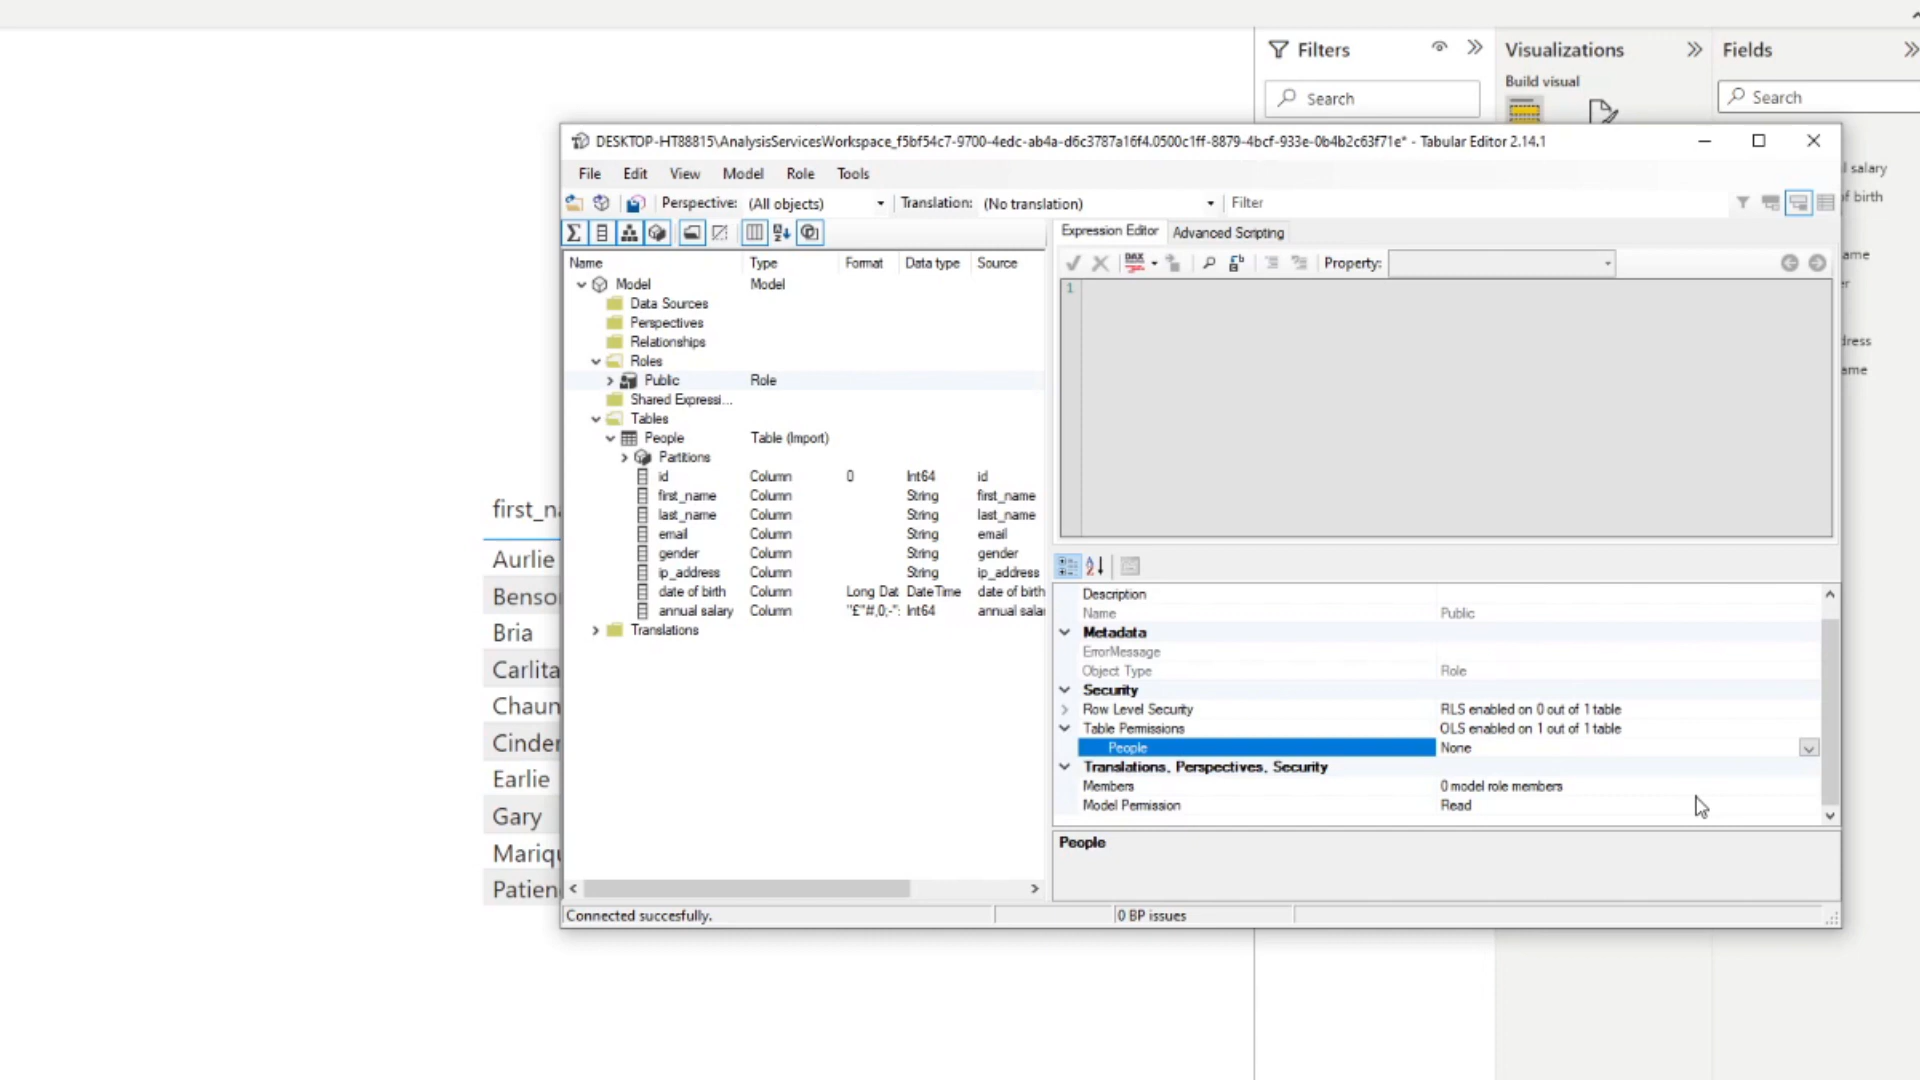 Filters
Visualizations
Fields
Build visual
Search
Search
DESKTOP-HT88815\AnalysisServicesWorkspace_f5bf54c7-9700-4edc-ab4a-d6c3787a16f4.0500c1ff-8879-4bcf-933e-0b4b2c63f71e* - Tabular Editor 2.14.1
File Edit View Model Role Tools
Perspective: (All objects) Translation: (No translation) Filter
Expression Editor Advanced Scripting
Property:
1
Name Type Format Data type Source
Model Model
Data Sources
Perspectives
Relationships
Roles
Public Role
Shared Expressi...
Tables
People Table (Import)
Partitions
id Column 0 Int64 id
first_name Column String first_name
last_name Column String last_name
email Column String email
gender Column String gender
ip_address Column String ip_address
date of birth Column Long Dat DateTime date of birth
annual salary Column "£"#,0;-": Int64 annual sala
Translations
Description
Name Public
Metadata
ErrorMessage
Object Type Role
Security
Row Level Security RLS enabled on 0 out of 1 table
Table Permissions OLS enabled on 1 out of 1 table
People None
Translations, Perspectives, Security
Members 0 model role members
Model Permission Read
People
Connected succesfully. 0 BP issues
first_na
Aurlie
Benso
Bria
Carlita
Chaun
Cinder
Earlie
Gary
Mariqu
Patien
l salary
f birth
ame
er
dress
ame